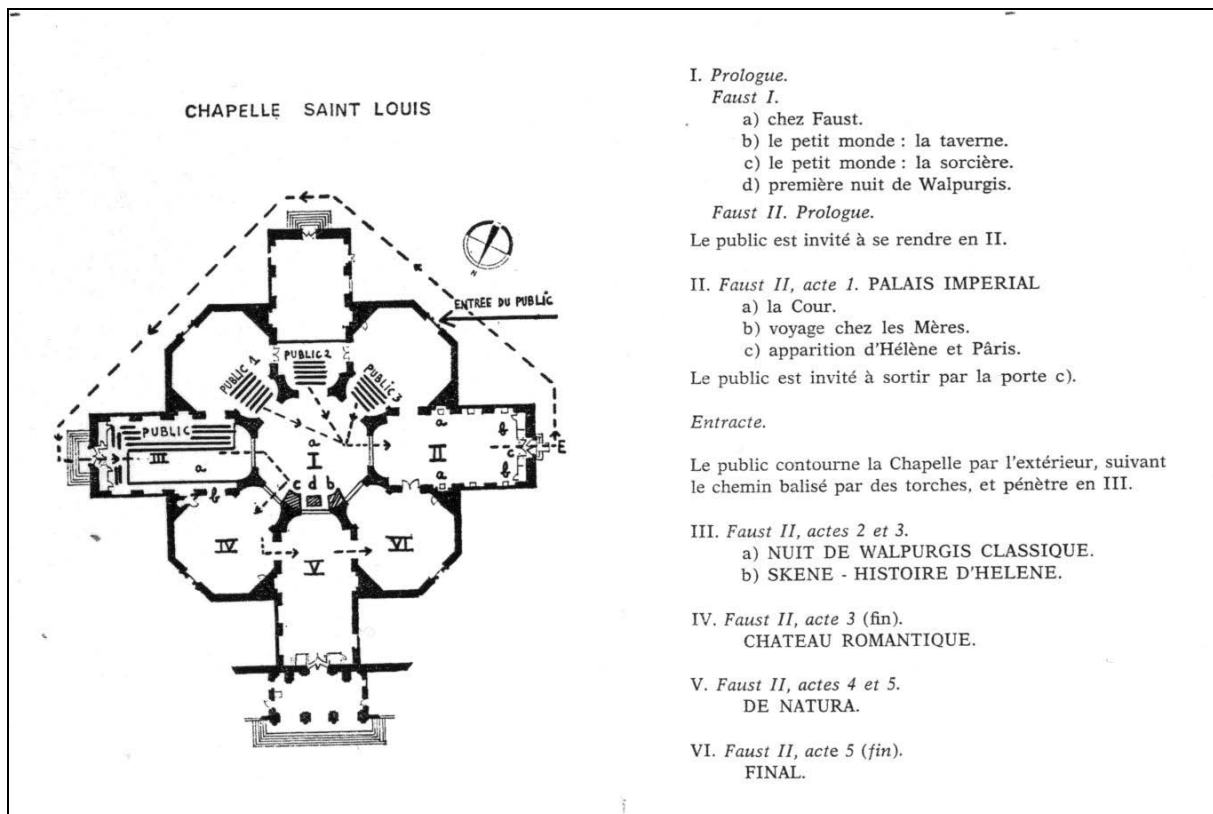 CHAPELLE SAINT LOUIS
N
ENTREE DU PUBLIC
PUBLIC 1
PUBLIC 2
PUBLIC 3
PUBLIC
III
a
b
a
I
c d b
a
II
a
b
c
b
E
IV
V
VI
I. Prologue.
Faust I.
a) chez Faust.
b) le petit monde : la taverne.
c) le petit monde : la sorcière.
d) première nuit de Walpurgis.
Faust II. Prologue.
Le public est invité à se rendre en II.
II. Faust II, acte 1. PALAIS IMPERIAL
a) la Cour.
b) voyage chez les Mères.
c) apparition d'Hélène et Pâris.
Le public est invité à sortir par la porte c).
Entracte.
Le public contourne la Chapelle par l'extérieur, suivant
le chemin balisé par des torches, et pénètre en III.
III. Faust II, actes 2 et 3.
a) NUIT DE WALPURGIS CLASSIQUE.
b) SKENE - HISTOIRE D'HELENE.
IV. Faust II, acte 3 (fin).
CHATEAU ROMANTIQUE.
V. Faust II, actes 4 et 5.
DE NATURA.
VI. Faust II, acte 5 (fin).
FINAL.